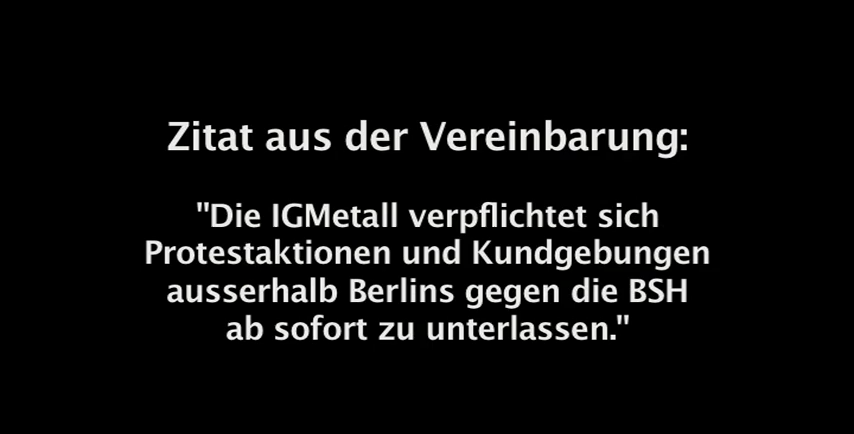 Zitat aus der Vereinbarung:
"Die IGMetall verpflichtet sich
Protestaktionen und Kundgebungen
ausserhalb Berlins gegen die BSH
ab sofort zu unterlassen."